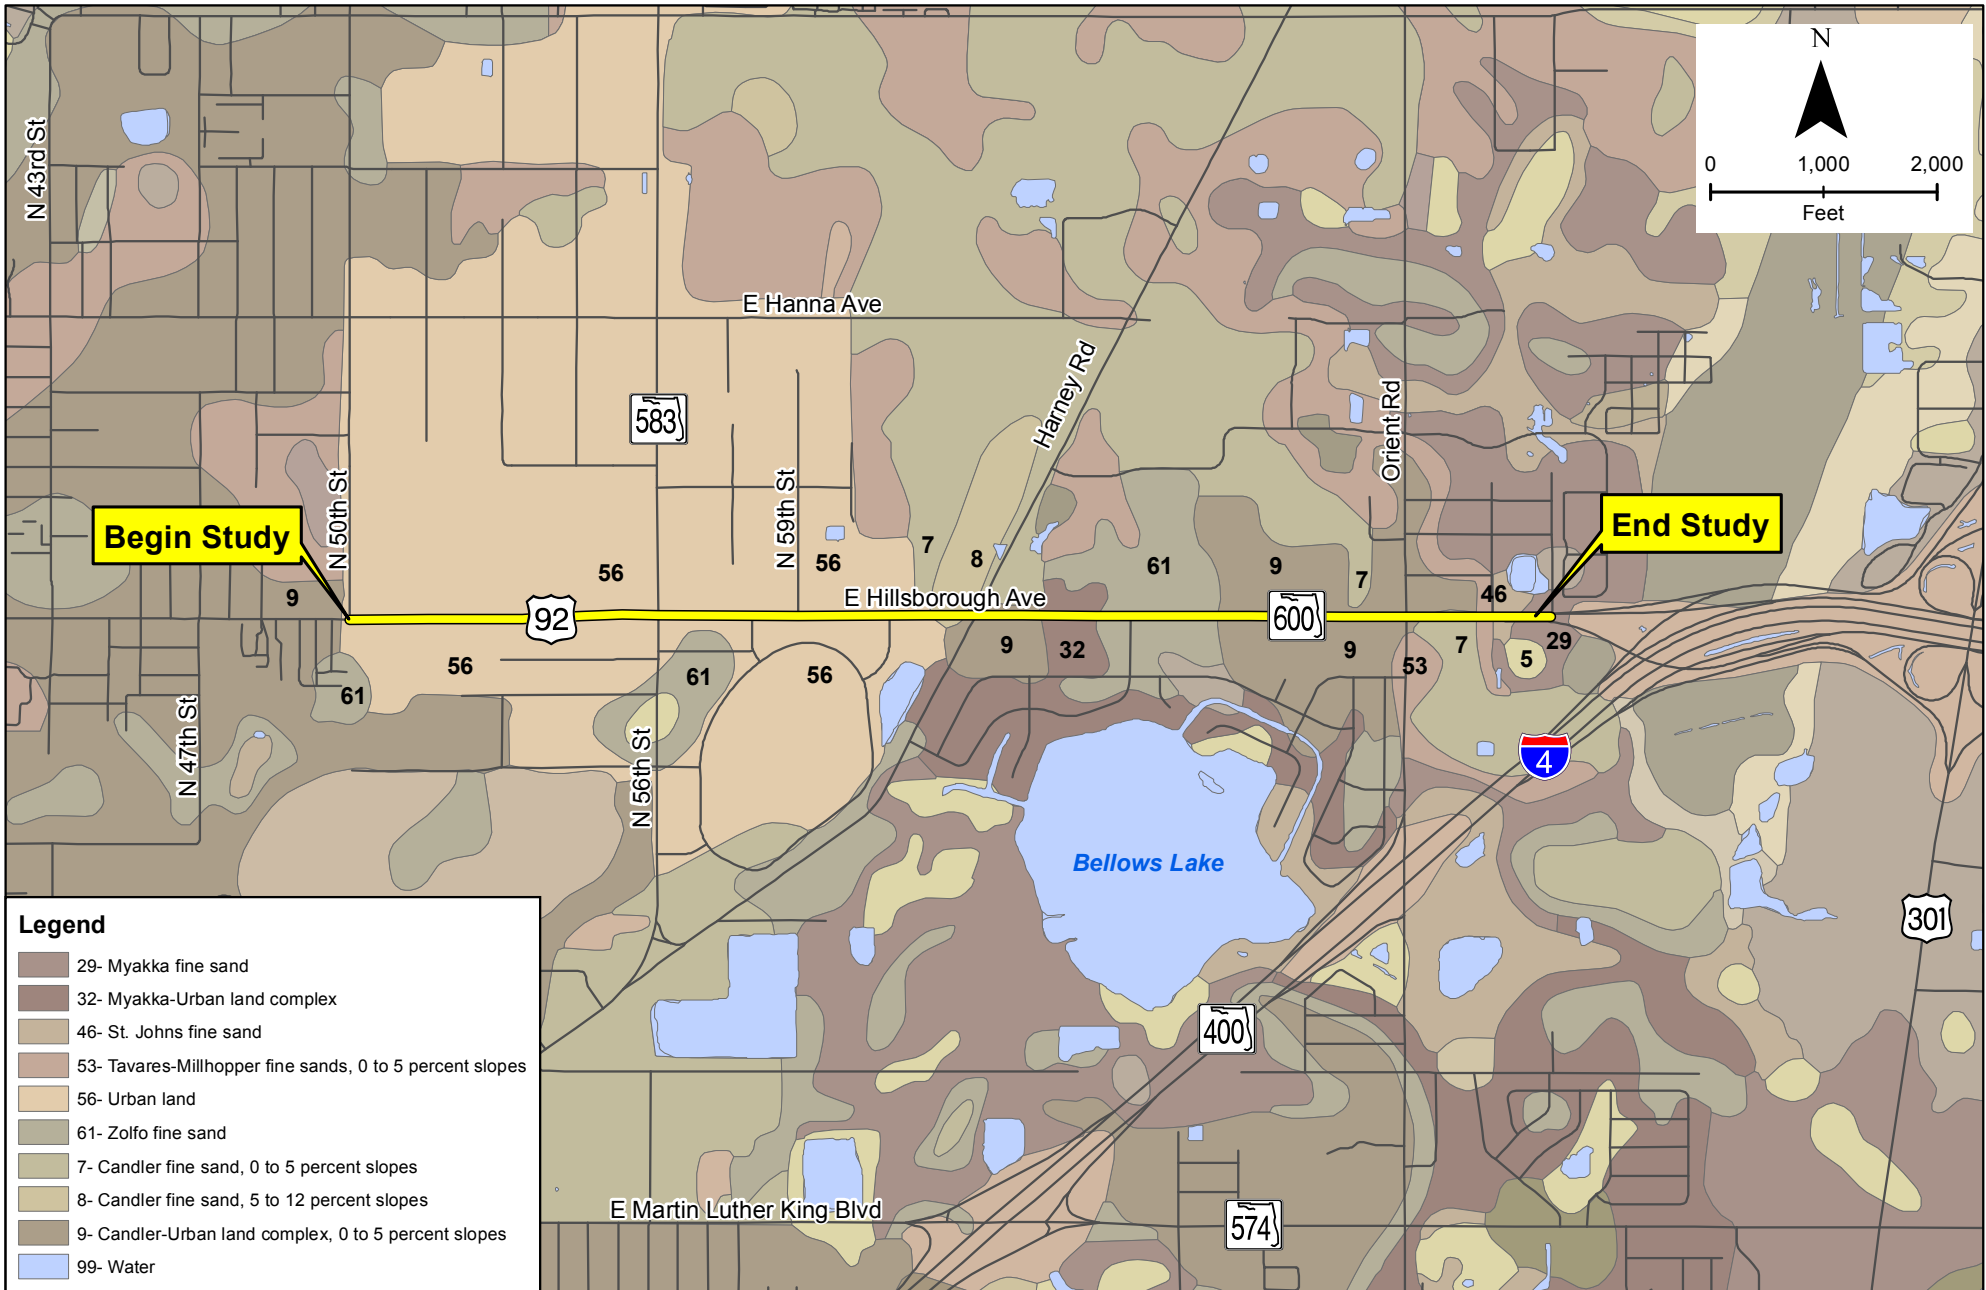 N
0 1,000 2,000
Feet
N 43rd St
E Hanna Ave
Harney Rd
583
Orient Rd
N 50th St
N 59th St
Begin Study
End Study
7
8
56
56
61
9
7
9
46
E Hillsborough Ave
92
600
9
32
9
53
7
5
29
56
61
56
61
N 47th St
N 56th St
4
Bellows Lake
301
400
E Martin Luther King Blvd
574
Legend
29- Myakka fine sand
32- Myakka-Urban land complex
46- St. Johns fine sand
53- Tavares-Millhopper fine sands, 0 to 5 percent slopes
56- Urban land
61- Zolfo fine sand
7- Candler fine sand, 0 to 5 percent slopes
8- Candler fine sand, 5 to 12 percent slopes
9- Candler-Urban land complex, 0 to 5 percent slopes
99- Water